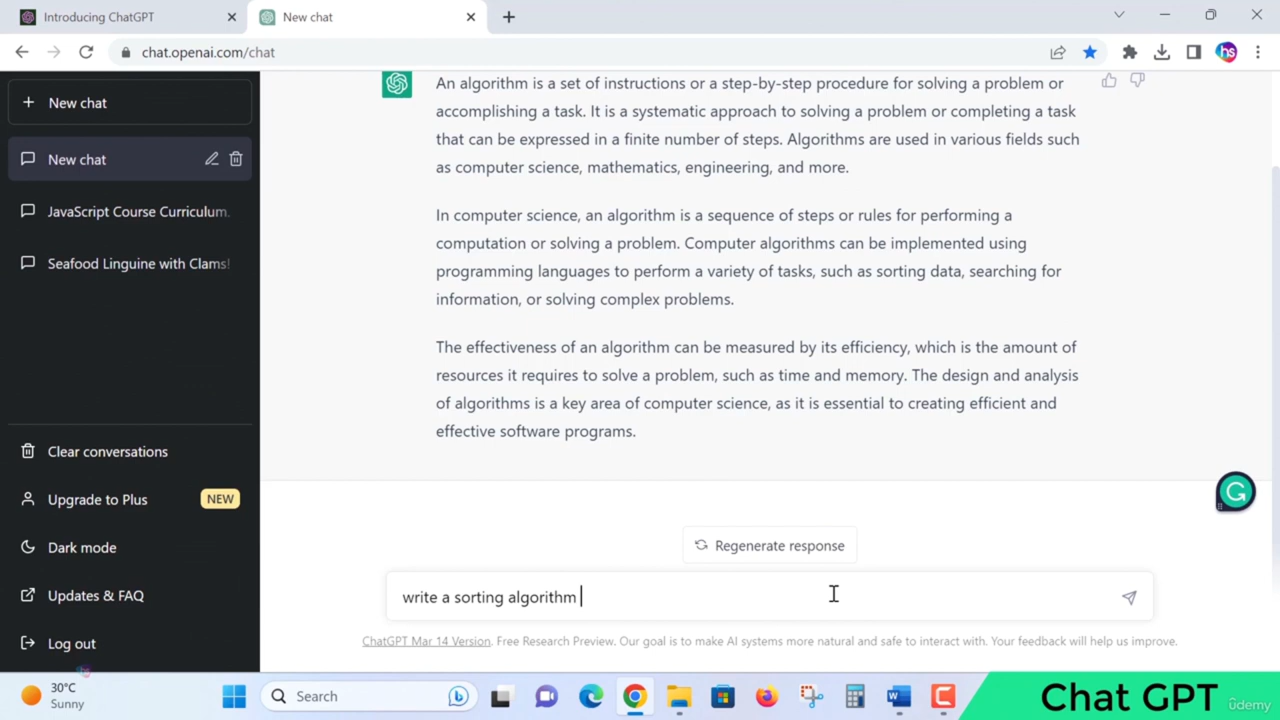 Introducing ChatGPT
New chat
chat.openai.com/chat
hs
New chat
New chat
JavaScript Course Curriculum.
Seafood Linguine with Clams!
Clear conversations
Upgrade to Plus NEW
Dark mode
Updates & FAQ
Log out
An algorithm is a set of instructions or a step-by-step procedure for solving a problem or
accomplishing a task. It is a systematic approach to solving a problem or completing a task
that can be expressed in a finite number of steps. Algorithms are used in various fields such
as computer science, mathematics, engineering, and more.
In computer science, an algorithm is a sequence of steps or rules for performing a
computation or solving a problem. Computer algorithms can be implemented using
programming languages to perform a variety of tasks, such as sorting data, searching for
information, or solving complex problems.
The effectiveness of an algorithm can be measured by its efficiency, which is the amount of
resources it requires to solve a problem, such as time and memory. The design and analysis
of algorithms is a key area of computer science, as it is essential to creating efficient and
effective software programs.
Regenerate response
write a sorting algorithm
ChatGPT Mar 14 Version. Free Research Preview. Our goal is to make AI systems more natural and safe to interact with. Your feedback will help us improve.
30°C
Sunny
Search
Chat GPT
ûdemy